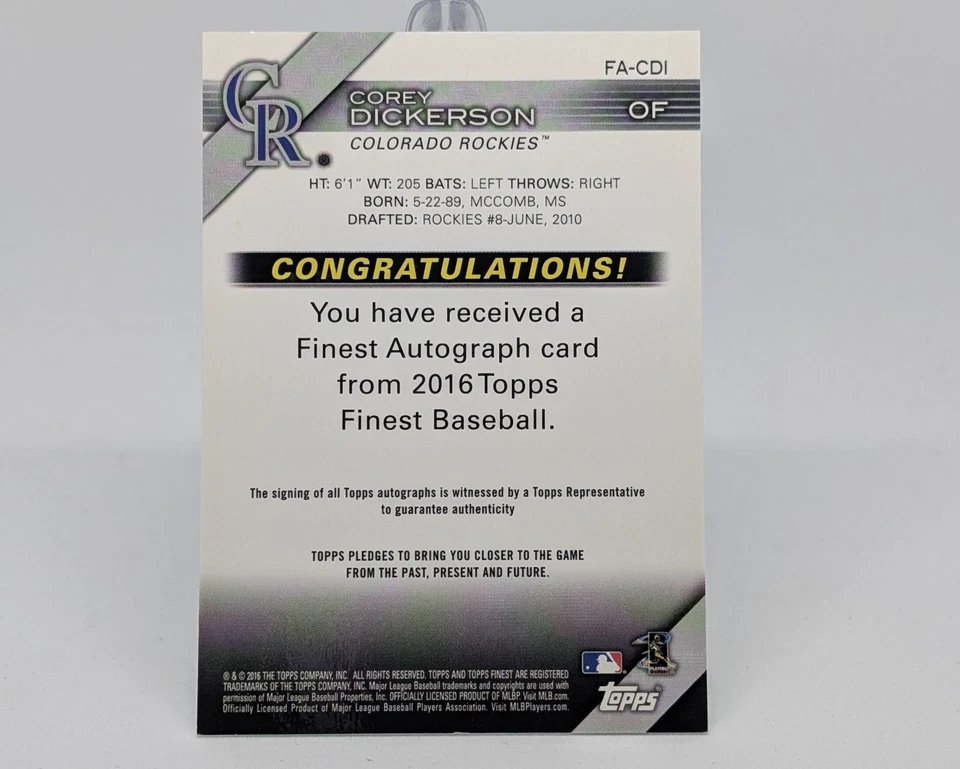 FA-CDI
CR
COREY
DICKERSON
OF
COLORADO ROCKIES™
HT: 6'1" WT: 205 BATS: LEFT THROWS: RIGHT
BORN: 5-22-89, MCCOMB, MS
DRAFTED: ROCKIES #8-JUNE, 2010
CONGRATULATIONS!
You have received a
Finest Autograph card
from 2016 Topps
Finest Baseball.
The signing of all Topps autographs is witnessed by a Topps Representative
to guarantee authenticity
TOPPS PLEDGES TO BRING YOU CLOSER TO THE GAME
FROM THE PAST, PRESENT AND FUTURE.
® & © 2016 THE TOPPS COMPANY, INC. ALL RIGHTS RESERVED. TOPPS AND TOPPS FINEST ARE REGISTERED
TRADEMARKS OF THE TOPPS COMPANY, INC. Major League Baseball trademarks and copyrights are used with
permission of Major League Baseball Properties, Inc. OFFICIALLY LICENSED PRODUCT OF MLBP. Visit MLB.com.
Officially Licensed Product of Major League Baseball Players Association. Visit MLBPlayers.com.
topps